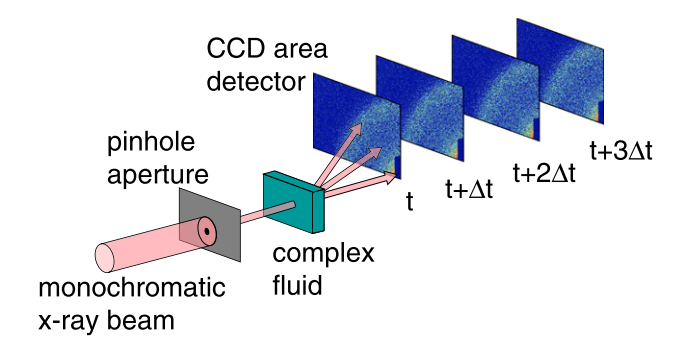 CCD area
detector
pinhole
aperture
t
t+Δt
t+2Δt
t+3Δt
complex
fluid
monochromatic
x-ray beam